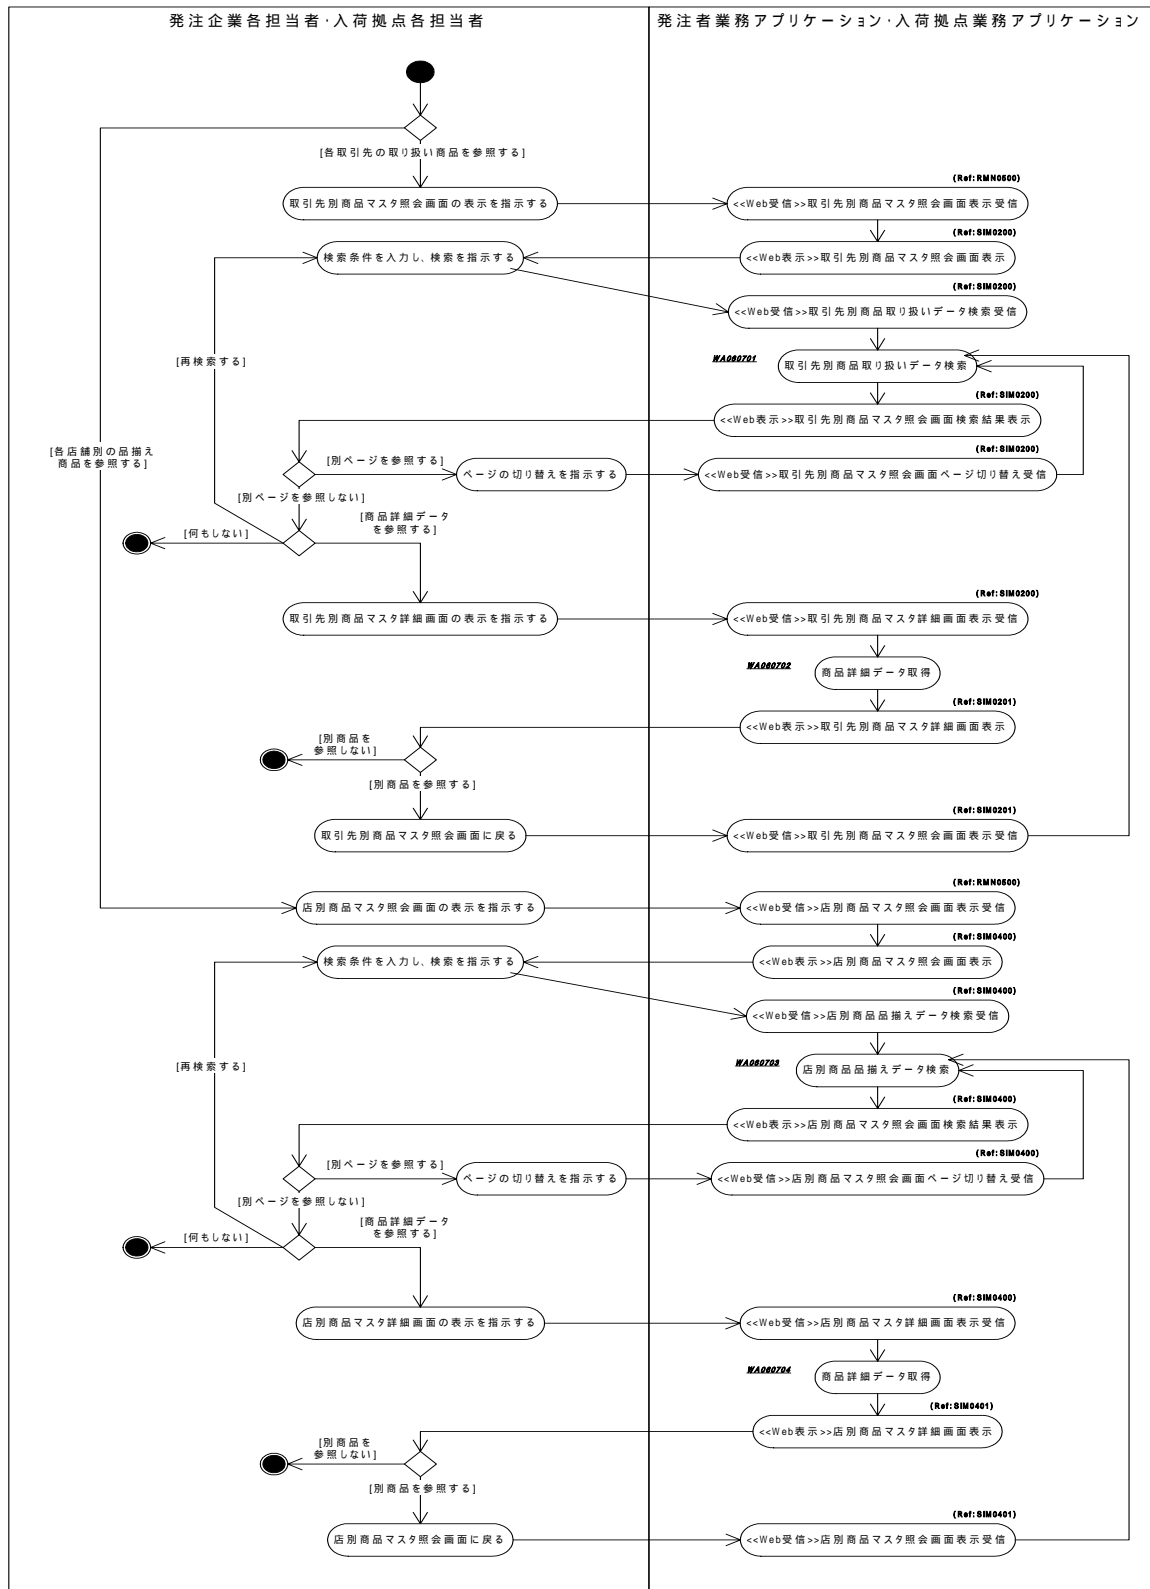 発注企業各担当者・入荷拠点各担当者
発注者業務アプリケーション・入荷拠点業務アプリケーション
[各取引先の取り扱い商品を参照する]
(Ref:RMN0500)
取引先別商品マスタ照会画面の表示を指示する
<<Web受信>>取引先別商品マスタ照会画面表示受信
(Ref:SIM0200)
検索条件を入力し、検索を指示する
<<Web表示>>取引先別商品マスタ照会画面表示
(Ref:SIM0200)
<<Web受信>>取引先別商品取り扱いデータ検索受信
[再検索する]
WA060701
取引先別商品取り扱いデータ検索
(Ref:SIM0200)
<<Web表示>>取引先別商品マスタ照会画面検索結果表示
[各店舗別の品揃え
商品を参照する]
(Ref:SIM0200)
[別ページを参照する]
ページの切り替えを指示する
<<Web受信>>取引先別商品マスタ照会画面ページ切り替え受信
[別ページを参照しない]
[商品詳細データ
を参照する]
[何もしない]
(Ref:SIM0200)
取引先別商品マスタ詳細画面の表示を指示する
<<Web受信>>取引先別商品マスタ詳細画面表示受信
WA060702
商品詳細データ取得
(Ref:SIM0201)
<<Web表示>>取引先別商品マスタ詳細画面表示
[別商品を
参照しない]
[別商品を参照する]
(Ref:SIM0201)
取引先別商品マスタ照会画面に戻る
<<Web受信>>取引先別商品マスタ照会画面表示受信
(Ref:RMN0500)
店別商品マスタ照会画面の表示を指示する
<<Web受信>>店別商品マスタ照会画面表示受信
(Ref:SIM0400)
検索条件を入力し、検索を指示する
<<Web表示>>店別商品マスタ照会画面表示
(Ref:SIM0400)
<<Web受信>>店別商品品揃えデータ検索受信
[再検索する]
WA060703
店別商品品揃えデータ検索
(Ref:SIM0400)
<<Web表示>>店別商品マスタ照会画面検索結果表示
(Ref:SIM0400)
[別ページを参照する]
ページの切り替えを指示する
<<Web受信>>店別商品マスタ照会画面ページ切り替え受信
[別ページを参照しない]
[商品詳細データ
を参照する]
[何もしない]
(Ref:SIM0400)
店別商品マスタ詳細画面の表示を指示する
<<Web受信>>店別商品マスタ詳細画面表示受信
WA060704
商品詳細データ取得
(Ref:SIM0401)
<<Web表示>>店別商品マスタ詳細画面表示
[別商品を
参照しない]
[別商品を参照する]
(Ref:SIM0401)
店別商品マスタ照会画面に戻る
<<Web受信>>店別商品マスタ照会画面表示受信